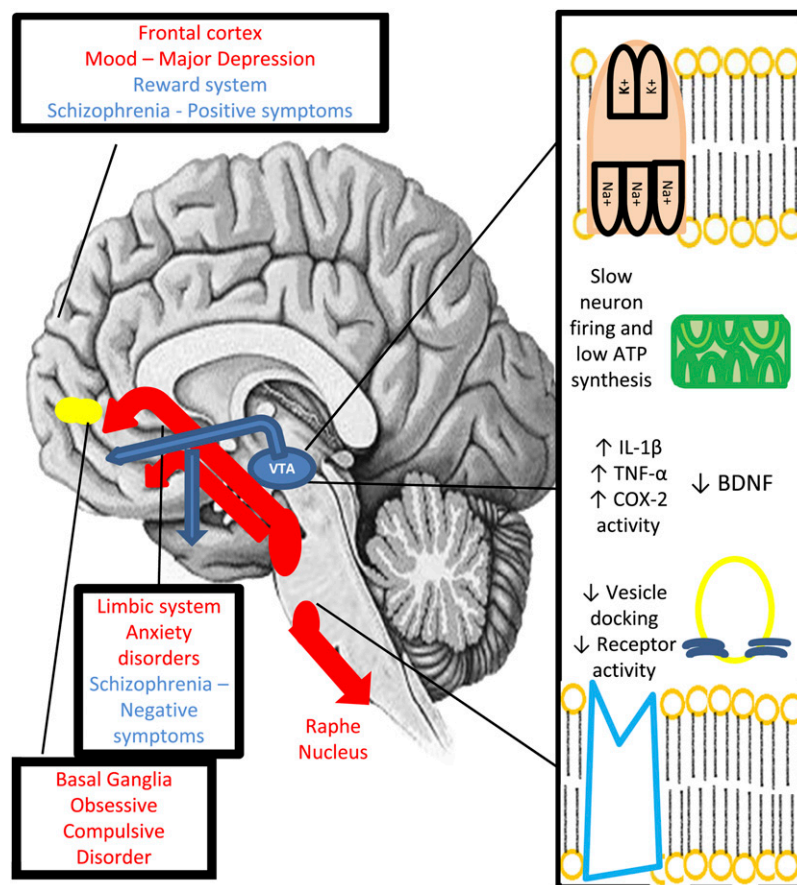 Frontal cortex
Mood – Major Depression
Reward system
Schizophrenia - Positive symptoms
VTA
Limbic system
Anxiety
disorders
Schizophrenia –
Negative
symptoms
Basal Ganglia
Obsessive
Compulsive
Disorder
Raphe
Nucleus
K+
K+
Na+
Na+
Na+
Slow
neuron
firing and
low ATP
synthesis
↑ IL-1β
↑ TNF-α
↑ COX-2
activity
↓ BDNF
↓ Vesicle
docking
↓ Receptor
activity